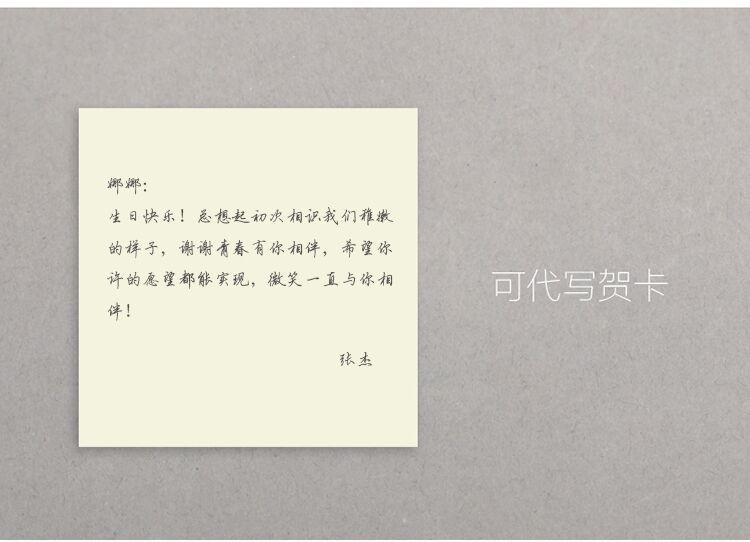 娜娜：
生日快乐！总想起初次相识我们稚嫩
的样子，谢谢青春有你相伴，希望你
许的愿望都能实现，微笑一直与你相
伴！
张杰
可代写贺卡